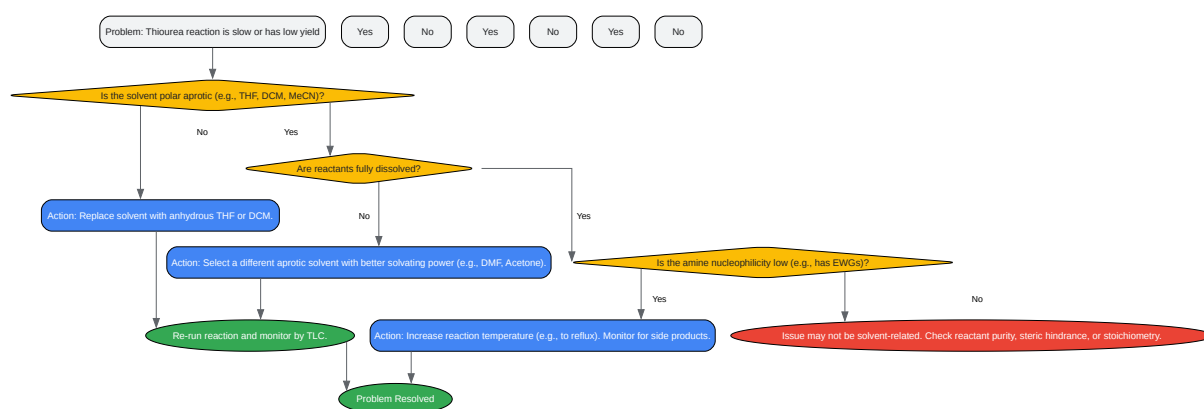 Problem: Thiourea reaction is slow or has low yield
Yes
No
Yes
No
Yes
No
Is the solvent polar aprotic (e.g., THF, DCM, MeCN)?
No
Yes
Are reactants fully dissolved?
Action: Replace solvent with anhydrous THF or DCM.
No
Yes
Action: Select a different aprotic solvent with better solvating power (e.g., DMF, Acetone).
Is the amine nucleophilicity low (e.g., has EWGs)?
Yes
No
Re-run reaction and monitor by TLC.
Action: Increase reaction temperature (e.g., to reflux). Monitor for side products.
Issue may not be solvent-related. Check reactant purity, steric hindrance, or stoichiometry.
Problem Resolved